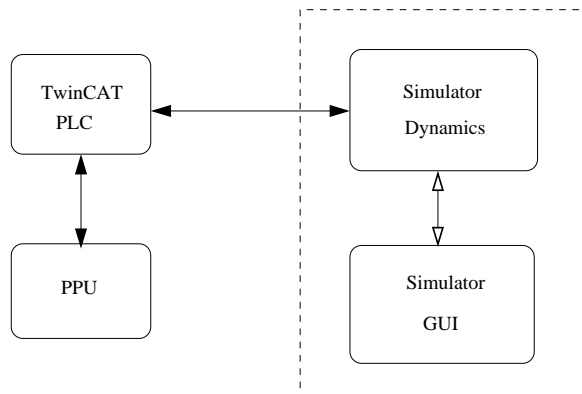 TwinCAT
PLC
Simulator
Dynamics
PPU
Simulator
GUI